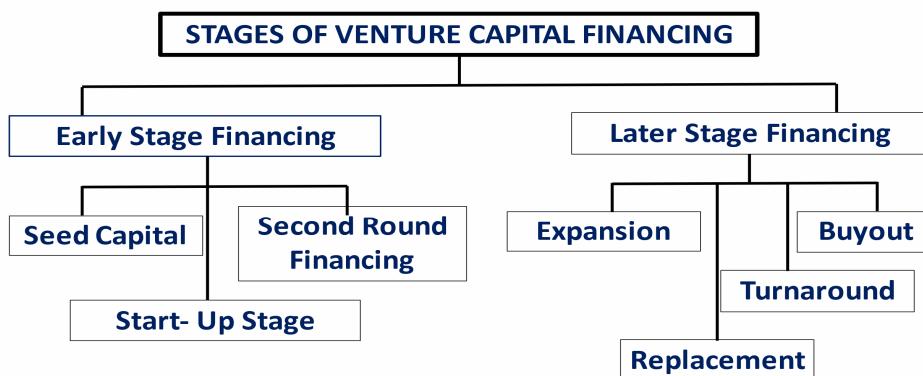 STAGES OF VENTURE CAPITAL FINANCING
Early Stage Financing
Later Stage Financing
Seed Capital
Second Round
Financing
Start- Up Stage
Expansion
Buyout
Turnaround
Replacement